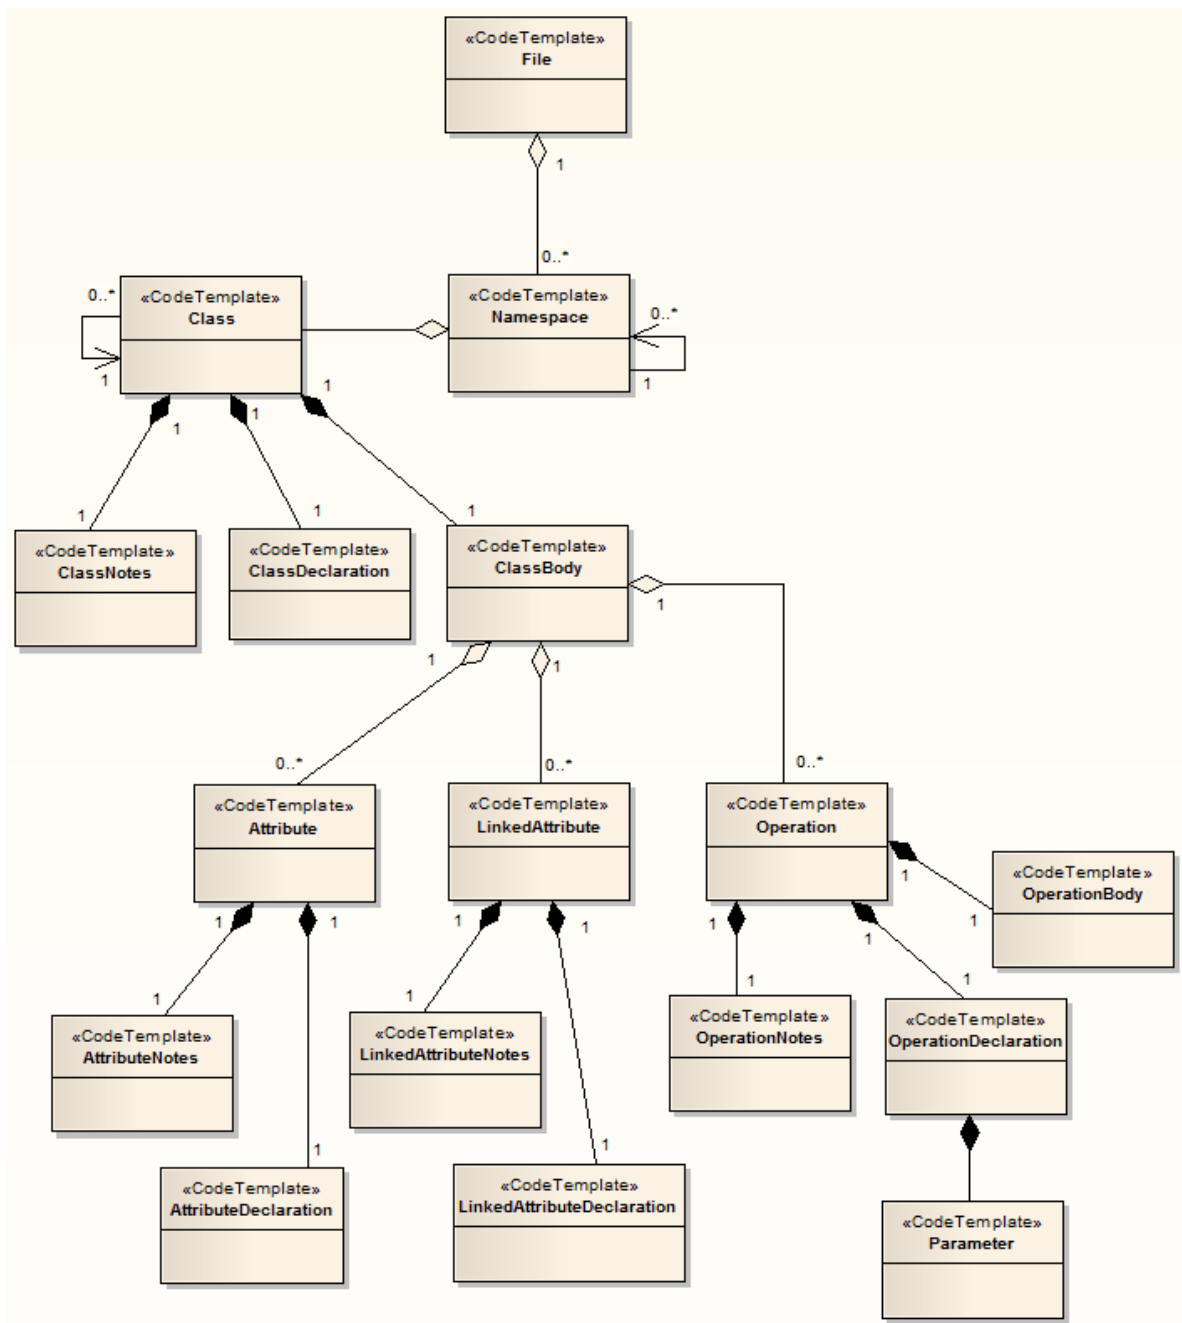 «CodeTemplate»
File
1
0..*
«CodeTemplate»
Class
0..*
1
«CodeTemplate»
Namespace
0..*
1
1
1
1
1
1
1
«CodeTemplate»
ClassNotes
«CodeTemplate»
ClassDeclaration
«CodeTemplate»
ClassBody
1
1
1
0..*
0..*
0..*
«CodeTemplate»
Attribute
«CodeTemplate»
LinkedAttribute
«CodeTemplate»
Operation
1
1
1
1
1
1
1
1
«CodeTemplate»
OperationBody
1
1
1
1
«CodeTemplate»
AttributeNotes
«CodeTemplate»
LinkedAttributeNotes
«CodeTemplate»
OperationNotes
«CodeTemplate»
OperationDeclaration
1
1
«CodeTemplate»
AttributeDeclaration
«CodeTemplate»
LinkedAttributeDeclaration
«CodeTemplate»
Parameter